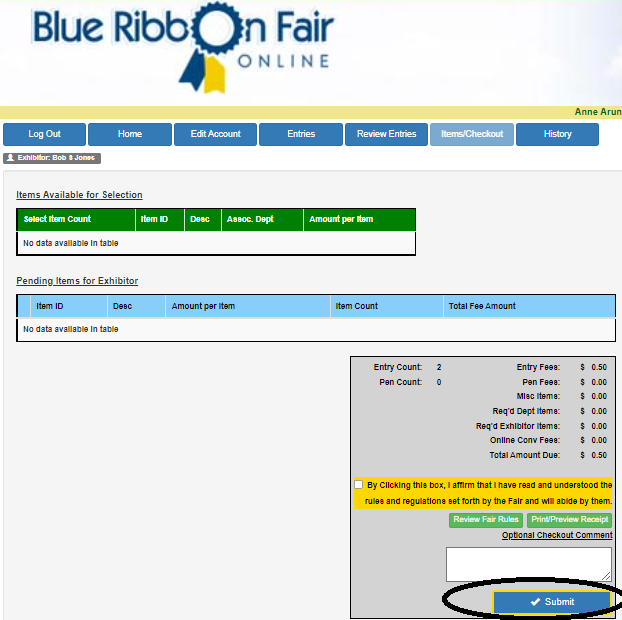 Blue Ribbon Fair
ONLINE
Anne Arun
Log Out Home Edit Account Entries Review Entries Items/Checkout History
Exhibitor: Bob 8 Jones
Items Available for Selection
Select Item Count Item ID Desc Assoc. Dept Amount per Item
No data available in table
Pending Items for Exhibitor
Item ID Desc Amount per Item Item Count Total Fee Amount
No data available in table
Entry Count: 2 Entry Fees: $ 0.50
Pen Count: 0 Pen Fees: $ 0.00
Misc Items: $ 0.00
Req'd Dept Items: $ 0.00
Req'd Exhibitor Items: $ 0.00
Online Conv Fees: $ 0.00
Total Amount Due: $ 0.50
By Clicking this box, I affirm that I have read and understood the
rules and regulations set forth by the Fair and will abide by them.
Review Fair Rules Print/Preview Receipt
Optional Checkout Comment
Submit